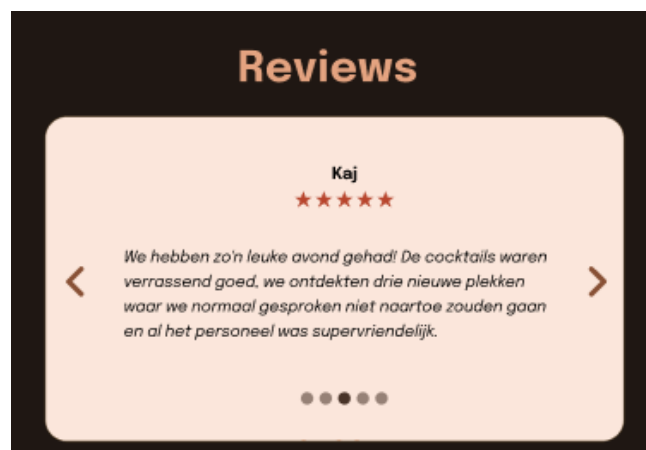 Reviews
Kaj
We hebben zo'n leuke avond gehad! De cocktails waren
verrassend goed, we ontdekten drie nieuwe plekken
waar we normaal gesproken niet naartoe zouden gaan
en al het personeel was supervriendelijk.